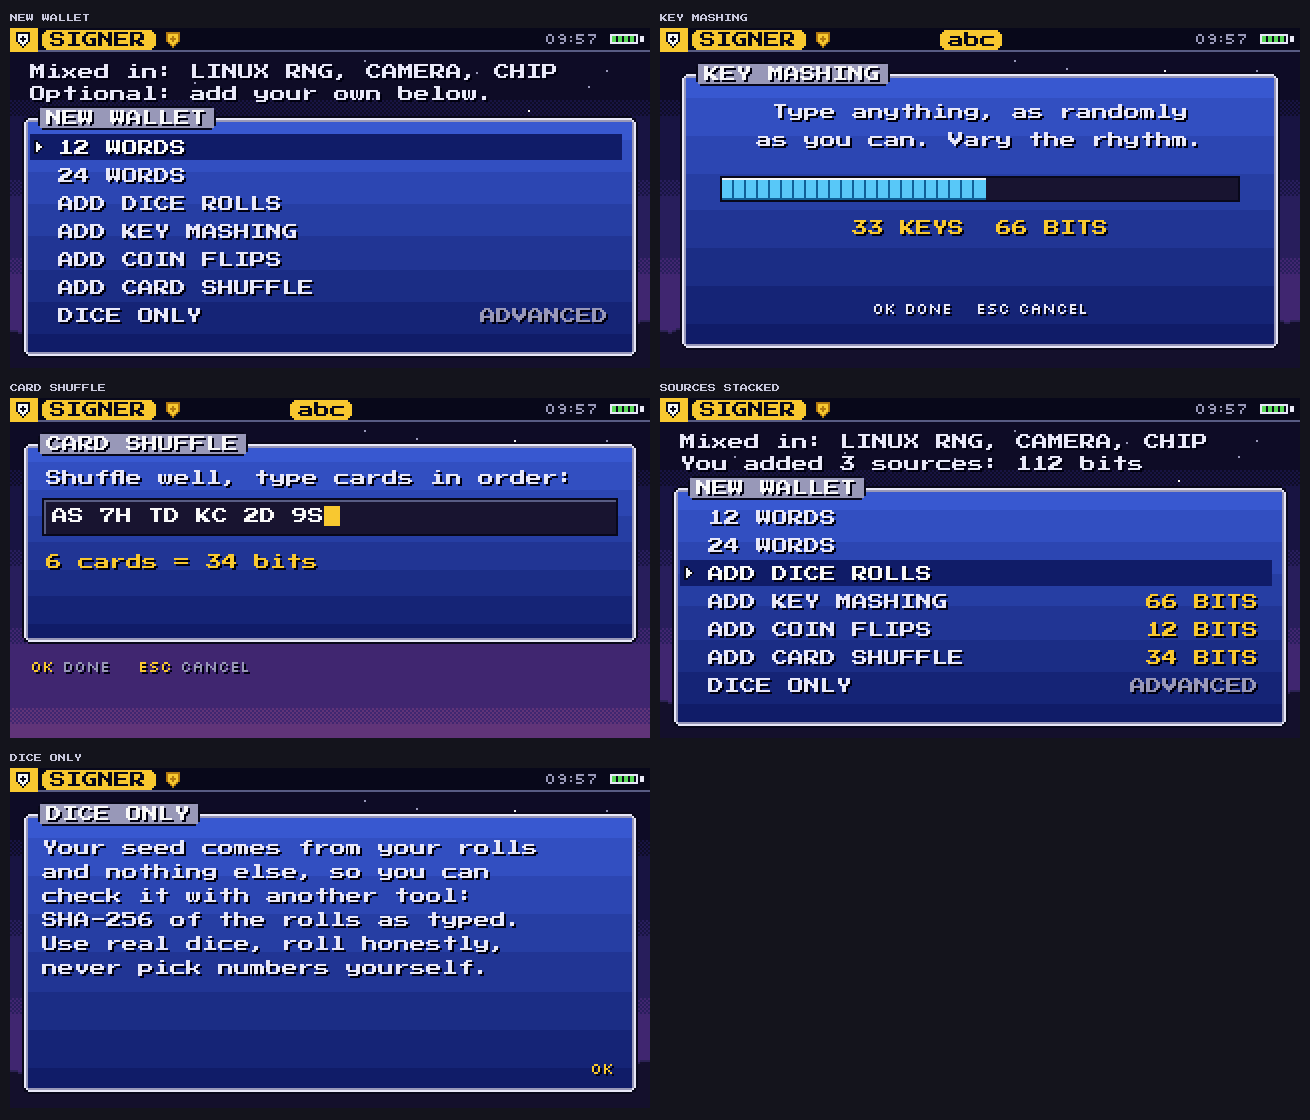 NEW WALLET
SIGNER 09:57
Mixed in: LINUX RNG, CAMERA, CHIP
Optional: add your own below.
NEW WALLET
12 WORDS
24 WORDS
ADD DICE ROLLS
ADD KEY MASHING
ADD COIN FLIPS
ADD CARD SHUFFLE
DICE ONLY ADVANCED
KEY MASHING
SIGNER abc 09:57
KEY MASHING
Type anything, as randomly
as you can. Vary the rhythm.
33 KEYS 66 BITS
OK DONE ESC CANCEL
CARD SHUFFLE
SIGNER abc 09:57
CARD SHUFFLE
Shuffle well, type cards in order:
AS 7H TD KC 2D 9S
6 cards = 34 bits
OK DONE ESC CANCEL
SOURCES STACKED
SIGNER 09:57
Mixed in: LINUX RNG, CAMERA, CHIP
You added 3 sources: 112 bits
NEW WALLET
12 WORDS
24 WORDS
ADD DICE ROLLS
ADD KEY MASHING 66 BITS
ADD COIN FLIPS 12 BITS
ADD CARD SHUFFLE 34 BITS
DICE ONLY ADVANCED
DICE ONLY
SIGNER 09:57
DICE ONLY
Your seed comes from your rolls
and nothing else, so you can
check it with another tool:
SHA-256 of the rolls as typed.
Use real dice, roll honestly,
never pick numbers yourself.
OK